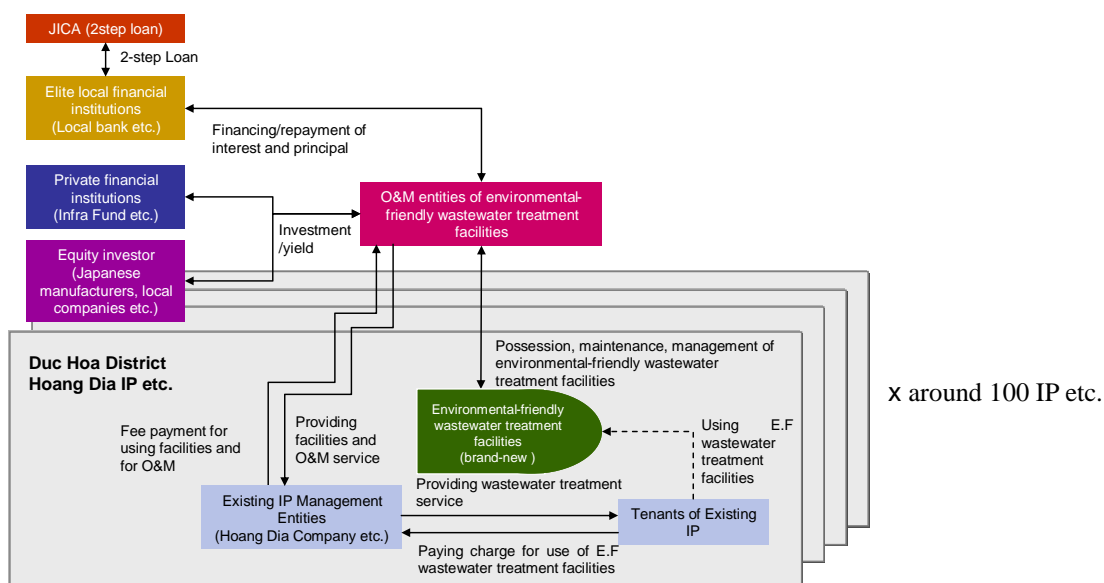 JICA (2step loan)
2-step Loan
Elite local financial
institutions
(Local bank etc.)
Financing/repayment of
interest and principal
Private financial
institutions
(Infra Fund etc.)
O&M entities of environmental-
friendly wastewater treatment
facilities
Investment
/yield
Equity investor
(Japanese
manufacturers, local
companies etc.)
Duc Hoa District
Hoang Dia IP etc.
Possession, maintenance, management of
environmental-friendly wastewater
treatment facilities
x around 100 IP etc.
Environmental-friendly
wastewater treatment
facilities
(brand-new )
Using E.F
wastewater
treatment
facilities
Fee payment for
using facilities and
for O&M
Providing
facilities and
O&M service
Providing wastewater treatment
service
Existing IP Management
Entities
(Hoang Dia Company etc.)
Tenants of Existing
IP
Paying charge for use of E.F
wastewater treatment facilities